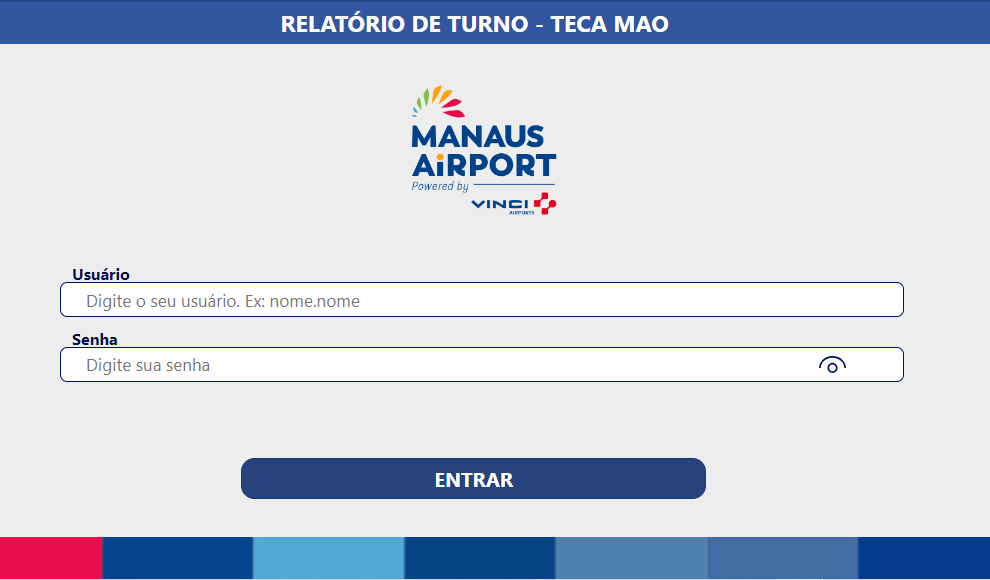 RELATÓRIO DE TURNO - TECA MAO
MANAUS
AiRPORT
Powered by
VINCI
AIRPORTS
Usuário
Digite o seu usuário. Ex: nome.nome
Senha
Digite sua senha
ENTRAR